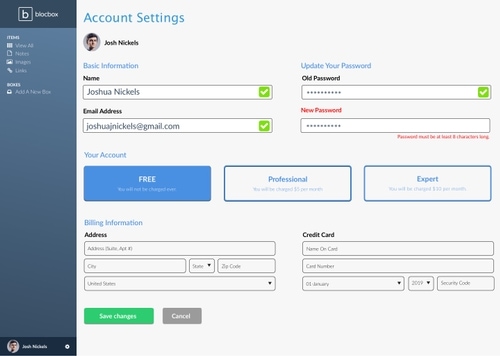 blocbox
Account Settings
Josh Nickels
ITEMS
View All
Notes
Images
Links
BOXES
Add A New Box
Basic Information
Name
Joshua Nickels
Email Address
joshuajnickels@gmail.com
Update Your Password
Old Password
New Password
Password must be at least 8 characters long.
Your Account
FREE
You will not be charged ever.
Professional
You will be charged $5 per month
Expert
You will be charged $10 per month
Billing Information
Address
Address (Suite, Apt #)
City
State
Zip Code
United States
Credit Card
Name On Card
Card Number
01-January
2019
Security Code
Save changes
Cancel
Josh Nickels